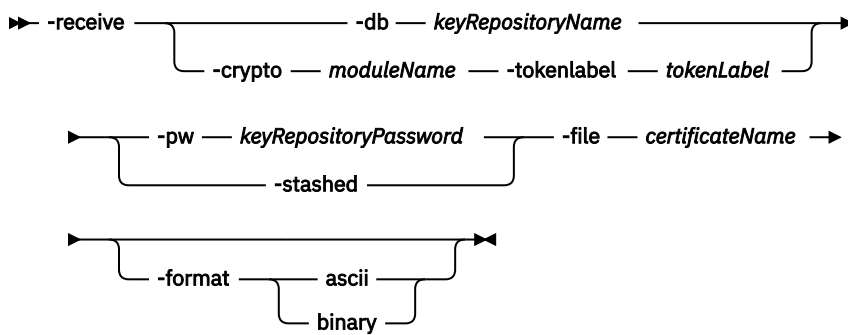 -receive -db keyRepositoryName
-crypto moduleName -tokenlabel tokenLabel
-pw keyRepositoryPassword -file certificateName
-stashed
-format ascii
binary